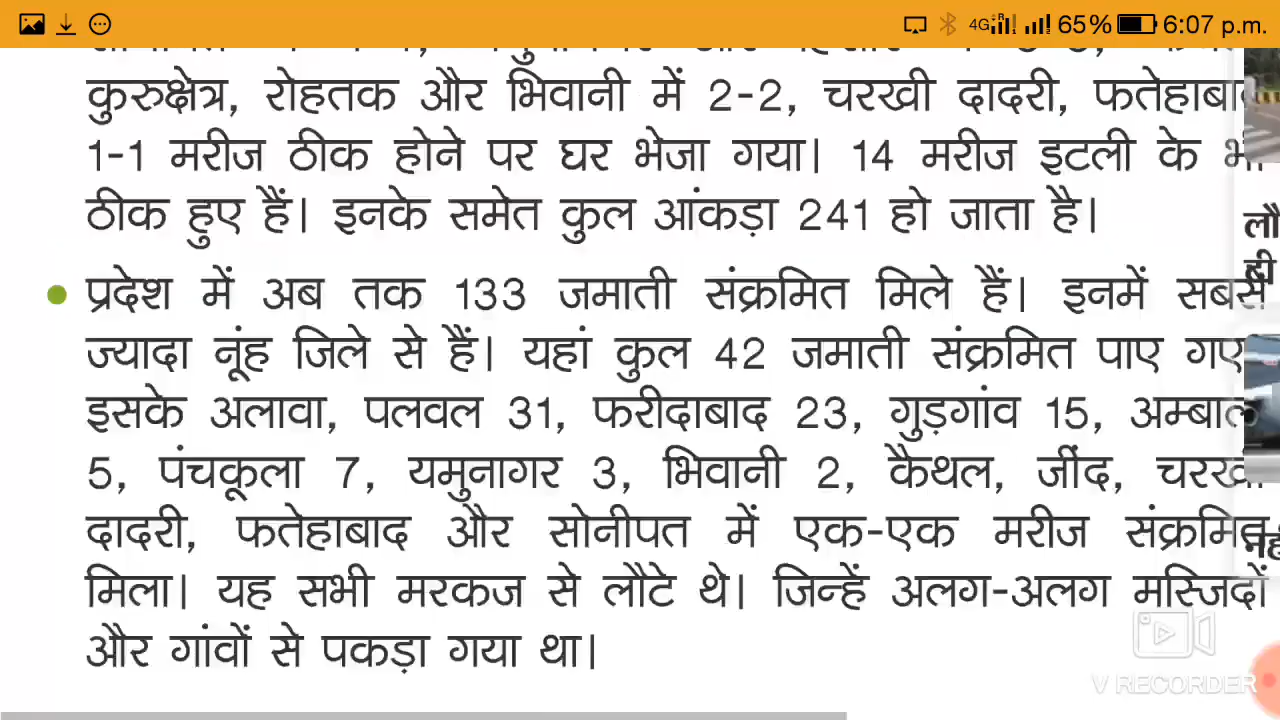 4G R 65% 6:07 p.m.
कुरुक्षेत्र, रोहतक और भिवानी में 2-2, चरखी दादरी, फतेहाबाद
1-1 मरीज ठीक होने पर घर भेजा गया। 14 मरीज इटली के भी
ठीक हुए हैं। इनके समेत कुल आंकड़ा 241 हो जाता है।
प्रदेश में अब तक 133 जमाती संक्रमित मिले हैं। इनमें सबसे
ज्यादा नूंह जिले से हैं। यहां कुल 42 जमाती संक्रमित पाए गए
इसके अलावा, पलवल 31, फरीदाबाद 23, गुड़गांव 15, अम्बाल
5, पंचकूला 7, यमुनागर 3, भिवानी 2, कैथल, जींद, चरखी
दादरी, फतेहाबाद और सोनीपत में एक-एक मरीज संक्रमित
मिला। यह सभी मरकज से लौटे थे। जिन्हें अलग-अलग मस्जिदों
और गांवों से पकड़ा गया था।
V RECORDER